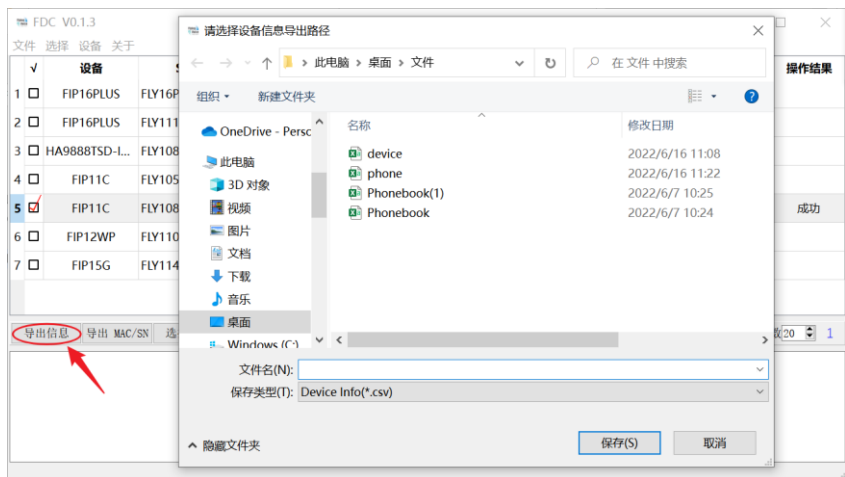 FDC V0.1.3
文件 选择 设备 关于
√ 设备 操作结果
1 FIP16PLUS FLY16P
2 FIP16PLUS FLY111
3 HA9888TSD-I... FLY108
4 FIP11C FLY105
5 FIP11C FLY108 成功
6 FIP12WP FLY110
7 FIP15G FLY114
导出信息 导出 MAC/SN 选 20 1
请选择设备信息导出路径
此电脑 › 桌面 › 文件
在 文件 中搜索
组织 新建文件夹
名称 修改日期
OneDrive - Persc
此电脑
3D 对象
视频
图片
文档
下载
音乐
桌面
Windows (C:)
device 2022/6/16 11:08
phone 2022/6/16 11:22
Phonebook(1) 2022/6/7 10:25
Phonebook 2022/6/7 10:24
文件名(N):
保存类型(T): Device Info(*.csv)
隐藏文件夹 保存(S) 取消